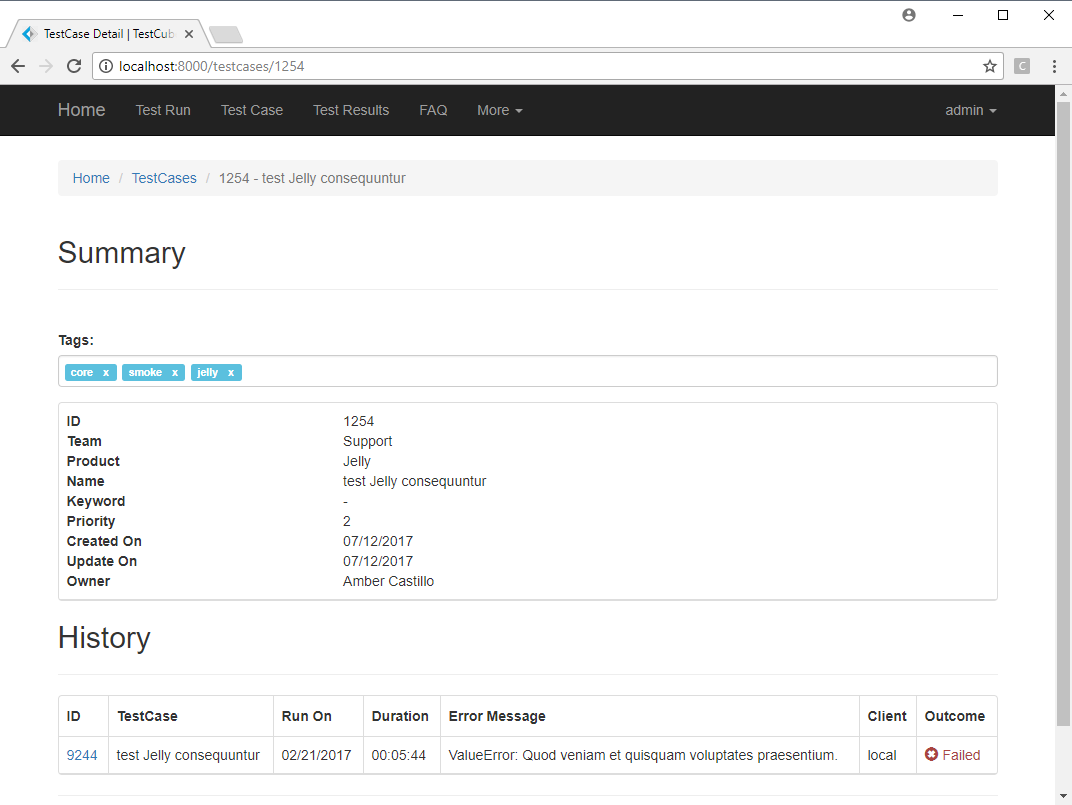 TestCase Detail | TestCub
localhost:8000/testcases/1254
C
Home Test Run Test Case Test Results FAQ More admin
Home / TestCases / 1254 - test Jelly consequuntur
Summary
Tags:
core x smoke x jelly x
ID 1254
Team Support
Product Jelly
Name test Jelly consequuntur
Keyword -
Priority 2
Created On 07/12/2017
Update On 07/12/2017
Owner Amber Castillo
History
ID TestCase Run On Duration Error Message Client Outcome
9244 test Jelly consequuntur 02/21/2017 00:05:44 ValueError: Quod veniam et quisquam voluptates praesentium. local Failed